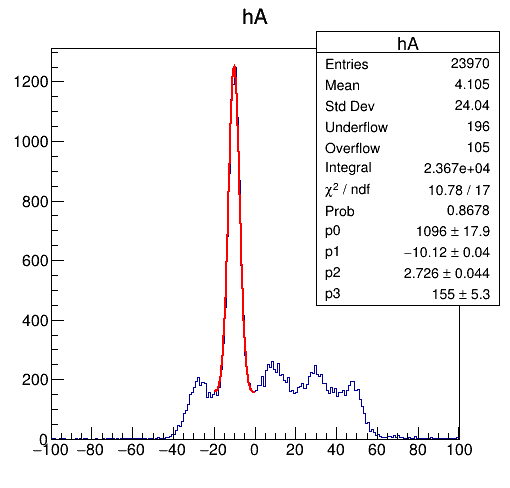 hA
hA
Entries 23970
Mean 4.105
Std Dev 24.04
Underflow 196
Overflow 105
Integral 2.367e+04
χ² / ndf 10.78 / 17
Prob 0.8678
p0 1096 ± 17.9
p1 −10.12 ± 0.04
p2 2.726 ± 0.044
p3 155 ± 5.3
1200
1000
800
600
400
200
0
−100 −80 −60 −40 −20 0 20 40 60 80 100